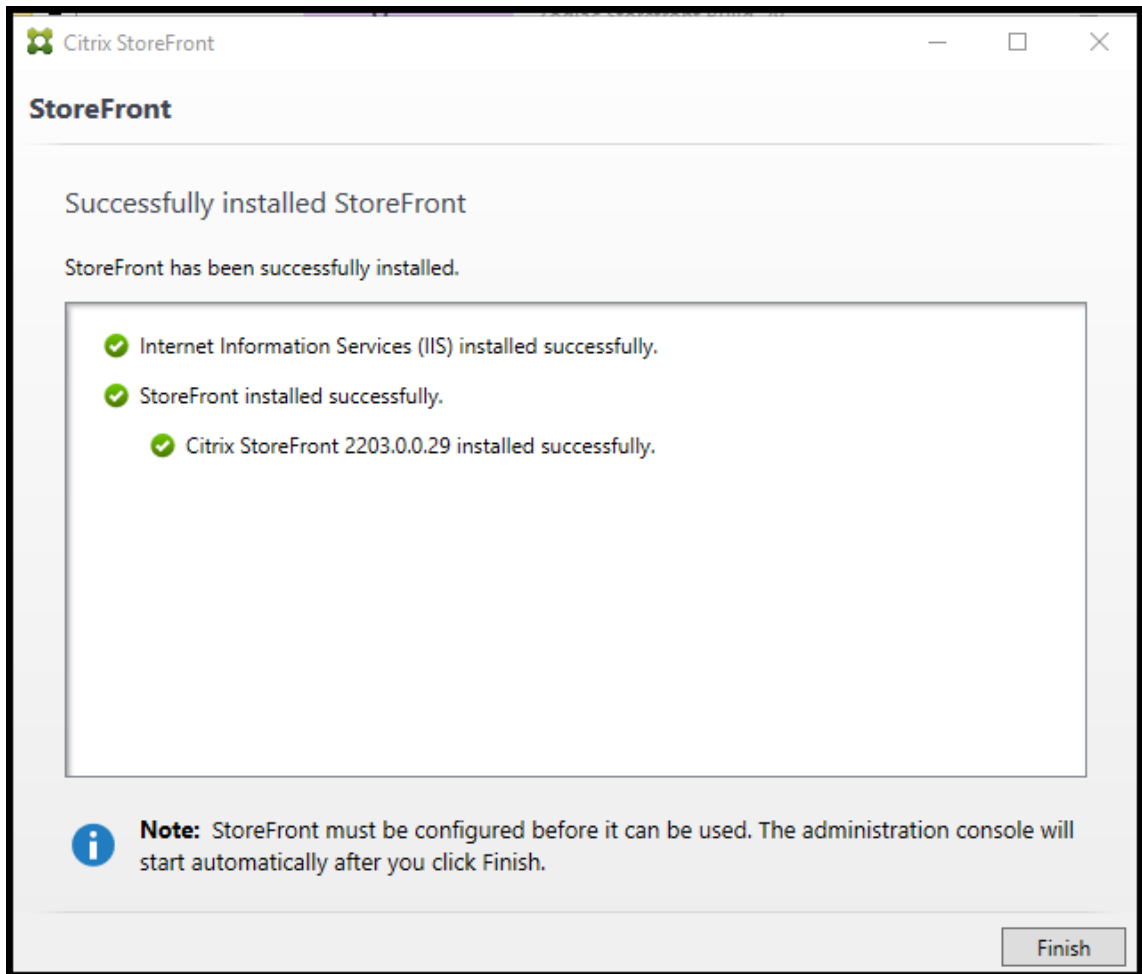 Citrix StoreFront
StoreFront
Successfully installed StoreFront
StoreFront has been successfully installed.
Internet Information Services (IIS) installed successfully.
StoreFront installed successfully.
Citrix StoreFront 2203.0.0.29 installed successfully.
Note: StoreFront must be configured before it can be used. The administration console will
start automatically after you click Finish.
Finish